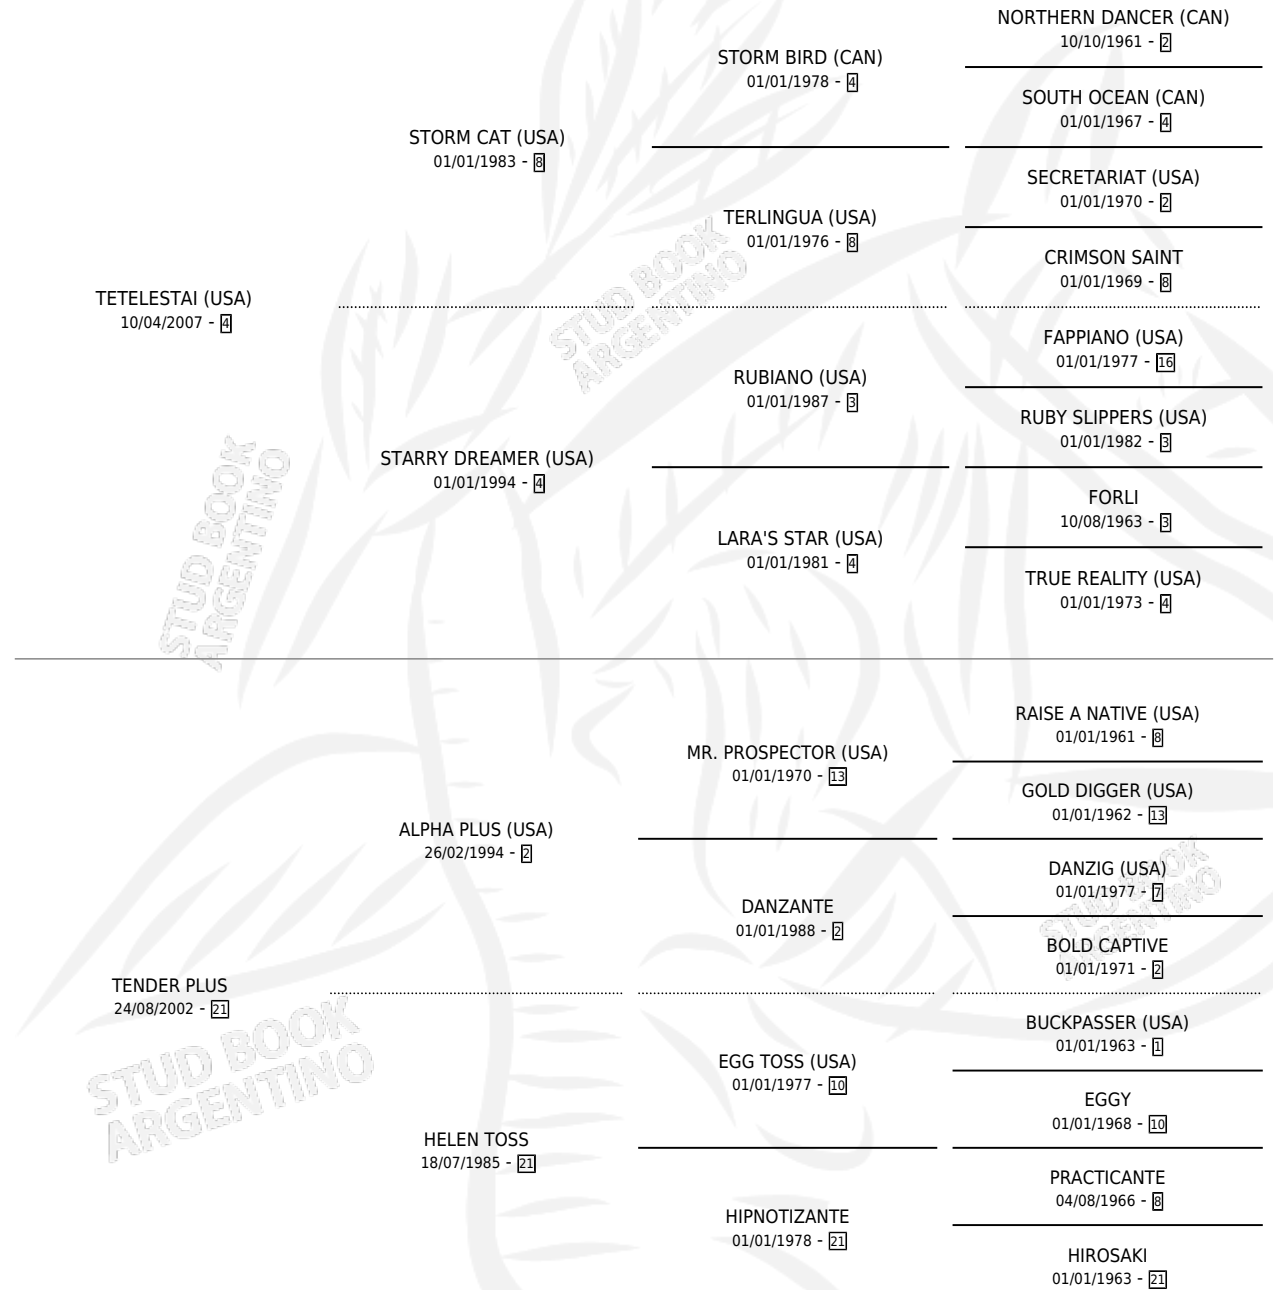 NORTHERN DANCER (CAN)
10/10/1961 - 2
STORM BIRD (CAN)
01/01/1978 - 4
SOUTH OCEAN (CAN)
01/01/1967 - 4
STORM CAT (USA)
01/01/1983 - 8
SECRETARIAT (USA)
01/01/1970 - 2
TERLINGUA (USA)
01/01/1976 - 8
CRIMSON SAINT
01/01/1969 - 8
TETELESTAI (USA)
10/04/2007 - 4
STUD BOOK
ARGENTINO
FAPPIANO (USA)
01/01/1977 - 16
RUBIANO (USA)
01/01/1987 - 3
RUBY SLIPPERS (USA)
01/01/1982 - 3
STARRY DREAMER (USA)
01/01/1994 - 4
FORLI
10/08/1963 - 3
LARA'S STAR (USA)
01/01/1981 - 4
TRUE REALITY (USA)
01/01/1973 - 4
STUD BOOK
ARGENTINO
RAISE A NATIVE (USA)
01/01/1961 - 8
MR. PROSPECTOR (USA)
01/01/1970 - 13
GOLD DIGGER (USA)
01/01/1962 - 13
ALPHA PLUS (USA)
26/02/1994 - 2
DANZIG (USA)
01/01/1977 - 7
DANZANTE
01/01/1988 - 2
STUD BOOK
ARGENTINO
BOLD CAPTIVE
01/01/1971 - 2
TENDER PLUS
24/08/2002 - 21
STUD BOOK
ARGENTINO
BUCKPASSER (USA)
01/01/1963 - 1
EGG TOSS (USA)
01/01/1977 - 10
EGGY
01/01/1968 - 10
HELEN TOSS
18/07/1985 - 21
PRACTICANTE
04/08/1966 - 8
HIPNOTIZANTE
01/01/1978 - 21
HIROSAKI
01/01/1963 - 21